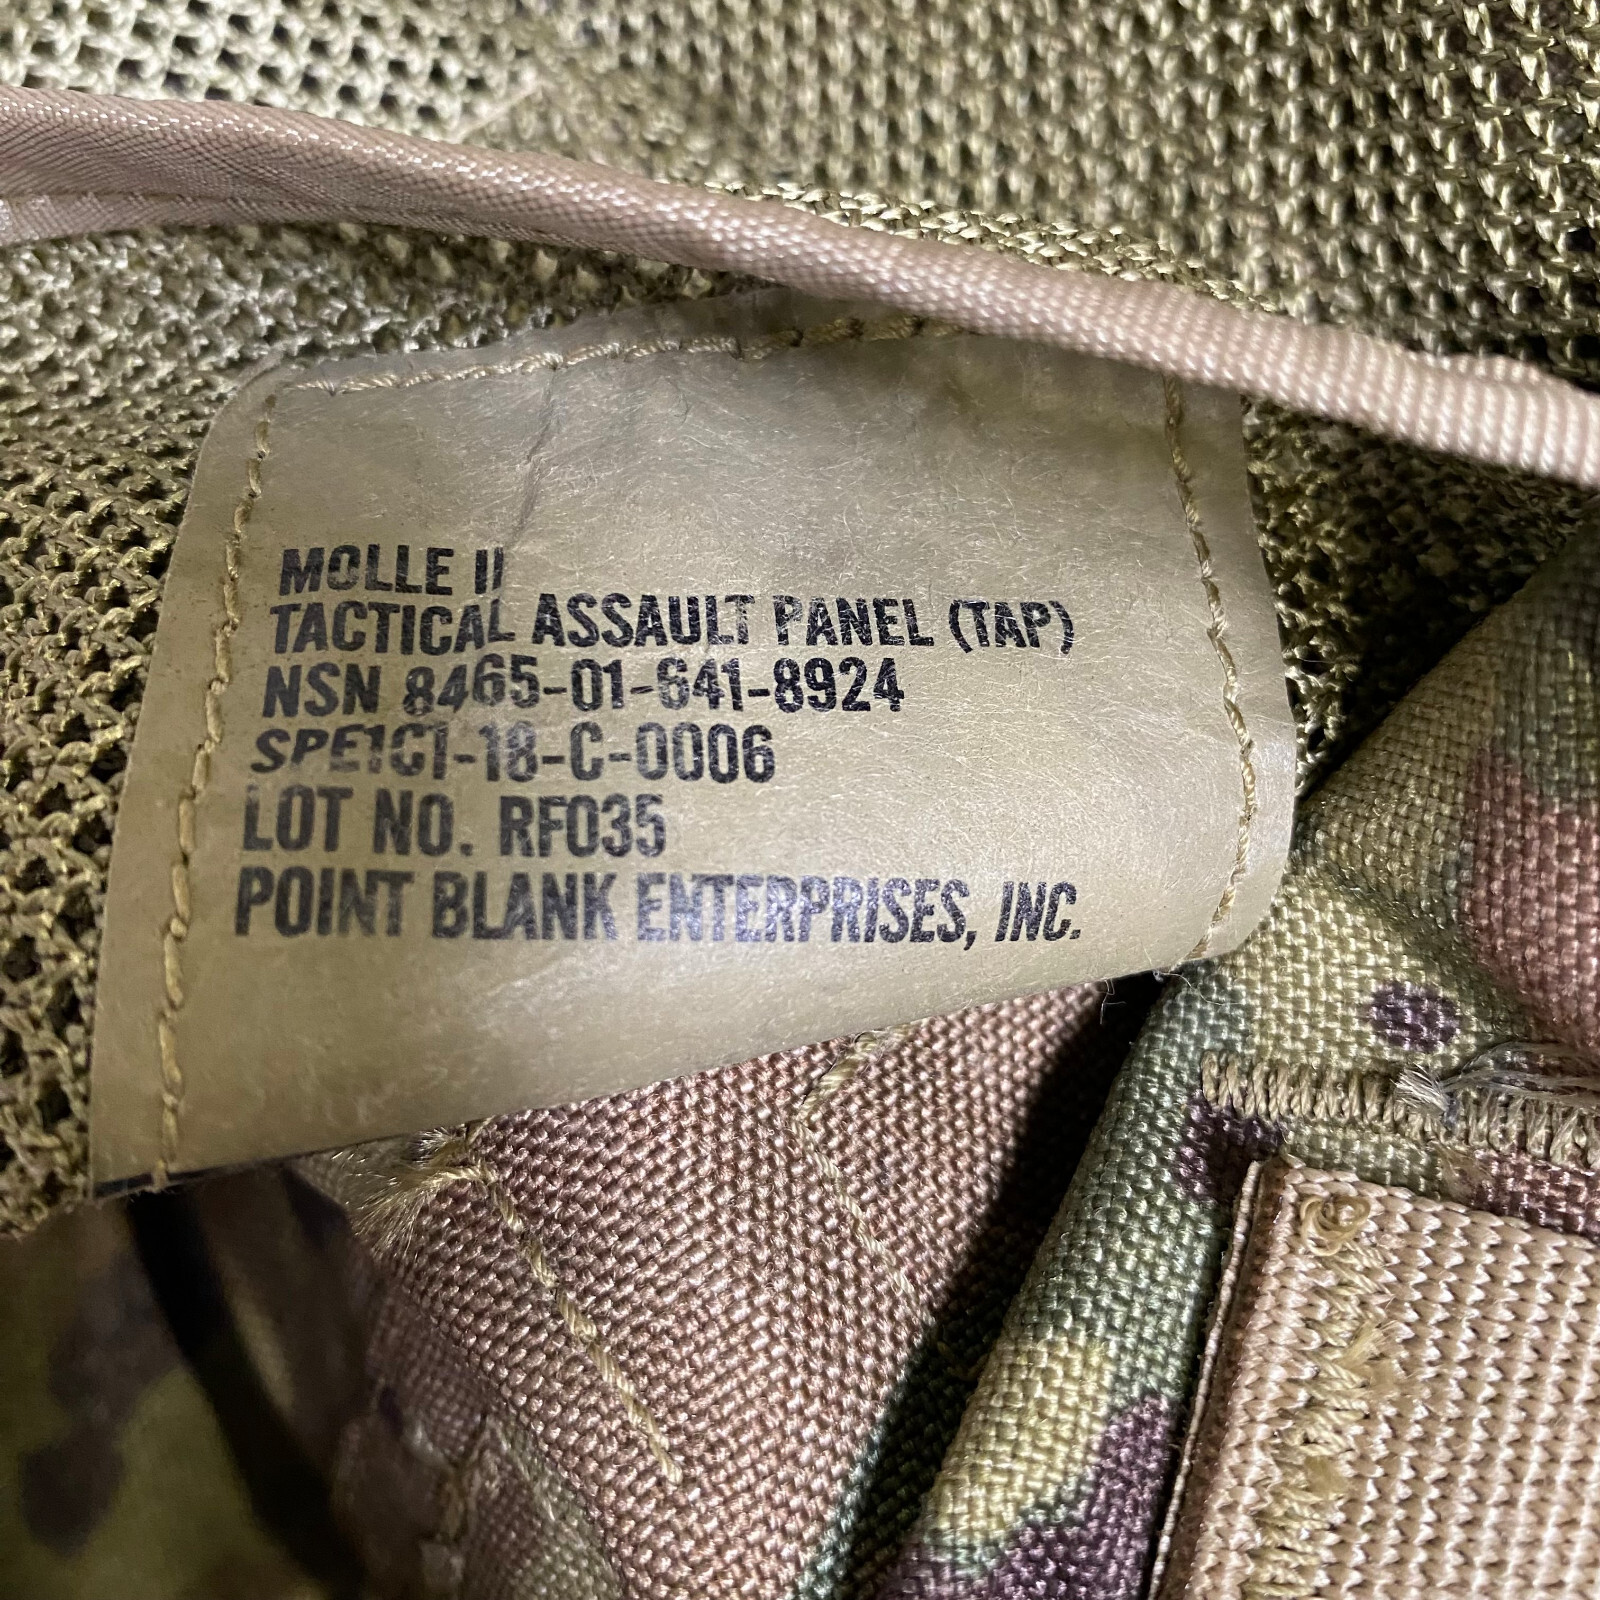 MOLLE II
TACTICAL ASSAULT PANEL (TAP)
NSN 8465-01-641-8924
SPE1C1-18-C-0006
LOT NO. RF035
POINT BLANK ENTERPRISES, INC.